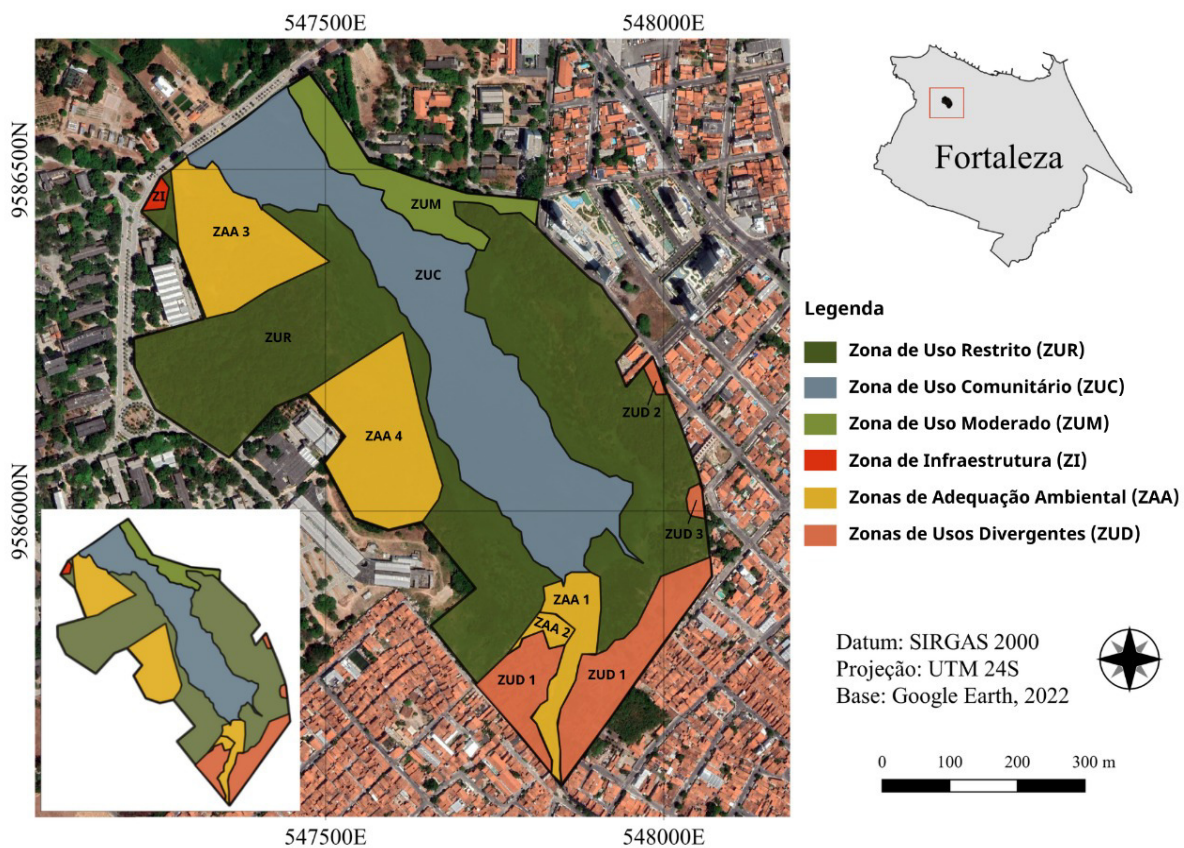 547500E
548000E
9586500N
9586000N
ZI
ZAA 3
ZUM
ZUC
ZUR
ZAA 4
ZUD 2
ZUD 3
ZAA 1
ZAA 2
ZUD 1
ZUD 1
547500E
548000E
Fortaleza
Legenda
Zona de Uso Restrito (ZUR)
Zona de Uso Comunitário (ZUC)
Zona de Uso Moderado (ZUM)
Zona de Infraestrutura (ZI)
Zonas de Adequação Ambiental (ZAA)
Zonas de Usos Divergentes (ZUD)
Datum: SIRGAS 2000
Projeção: UTM 24S
Base: Google Earth, 2022
0 100 200 300 m